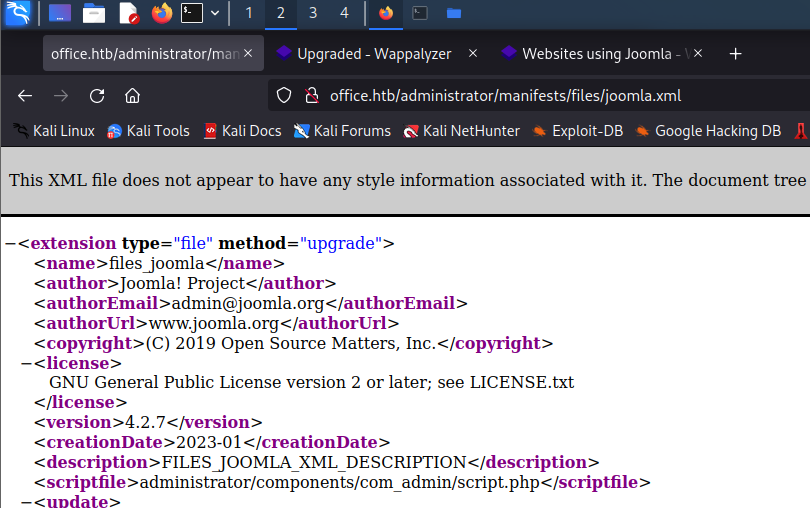 1 2 3 4
office.htb/administrator/man Upgraded - Wappalyzer Websites using Joomla -
office.htb/administrator/manifests/files/joomla.xml
Kali Linux Kali Tools Kali Docs Kali Forums Kali NetHunter Exploit-DB Google Hacking DB
This XML file does not appear to have any style information associated with it. The document tree
−<extension type="file" method="upgrade">
<name>files_joomla</name>
<author>Joomla! Project</author>
<authorEmail>admin@joomla.org</authorEmail>
<authorUrl>www.joomla.org</authorUrl>
<copyright>(C) 2019 Open Source Matters, Inc.</copyright>
−<license>
GNU General Public License version 2 or later; see LICENSE.txt
</license>
<version>4.2.7</version>
<creationDate>2023-01</creationDate>
<description>FILES_JOOMLA_XML_DESCRIPTION</description>
<scriptfile>administrator/components/com_admin/script.php</scriptfile>
−<update>